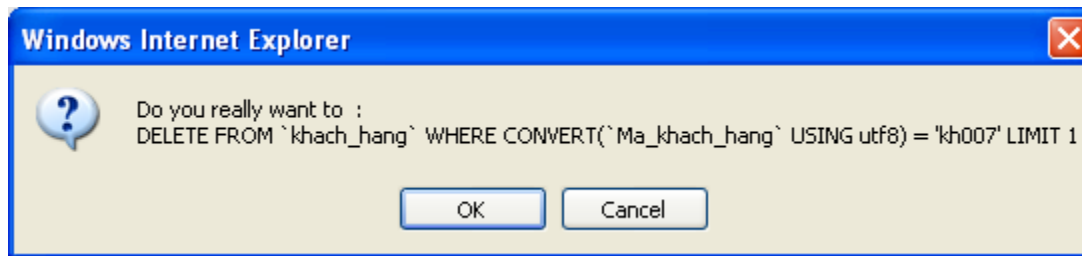 Windows Internet Explorer
Do you really want to :
DELETE FROM `khach_hang` WHERE CONVERT(`Ma_khach_hang` USING utf8) = 'kh007' LIMIT 1
OK
Cancel